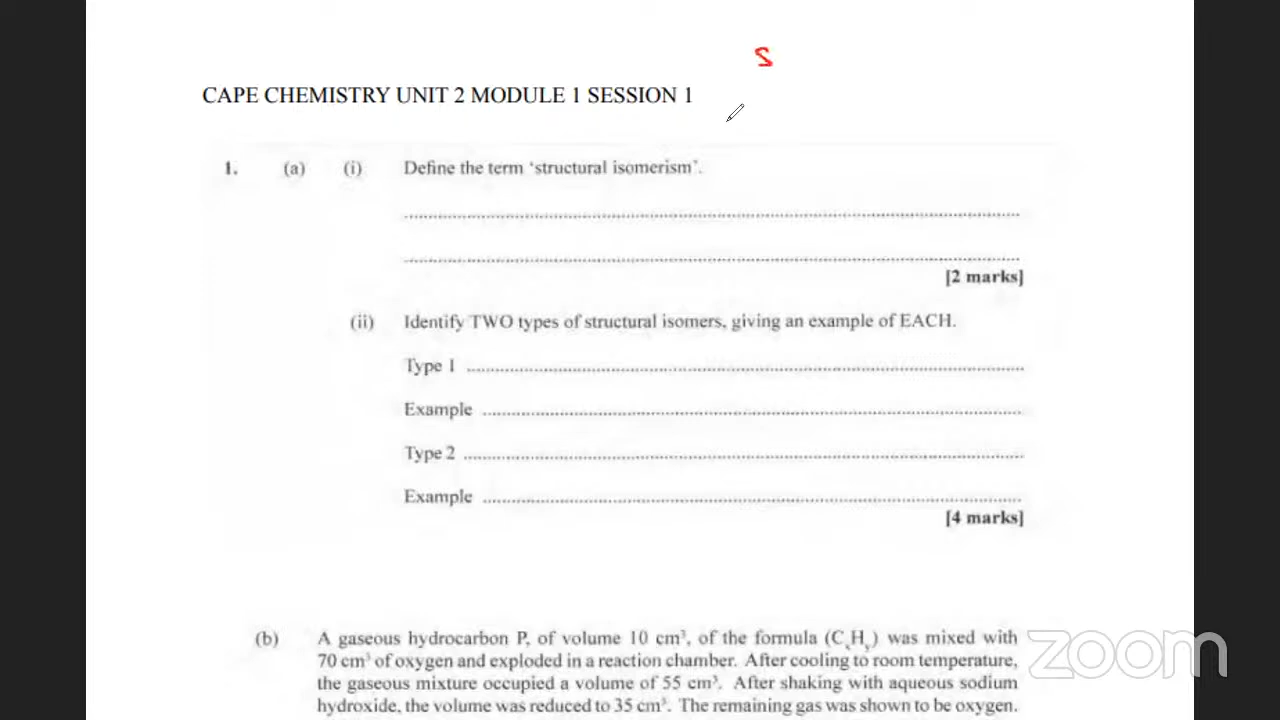 S
CAPE CHEMISTRY UNIT 2 MODULE 1 SESSION 1
1. (a) (i) Define the term ‘structural isomerism’.
[2 marks]
(ii) Identify TWO types of structural isomers, giving an example of EACH.
Type 1
Example
Type 2
Example
[4 marks]
(b) A gaseous hydrocarbon P, of volume 10 cm³, of the formula (CₓHᵧ) was mixed with
70 cm³ of oxygen and exploded in a reaction chamber. After cooling to room temperature,
the gaseous mixture occupied a volume of 55 cm³. After shaking with aqueous sodium
hydroxide, the volume was reduced to 35 cm³. The remaining gas was shown to be oxygen.
zoom